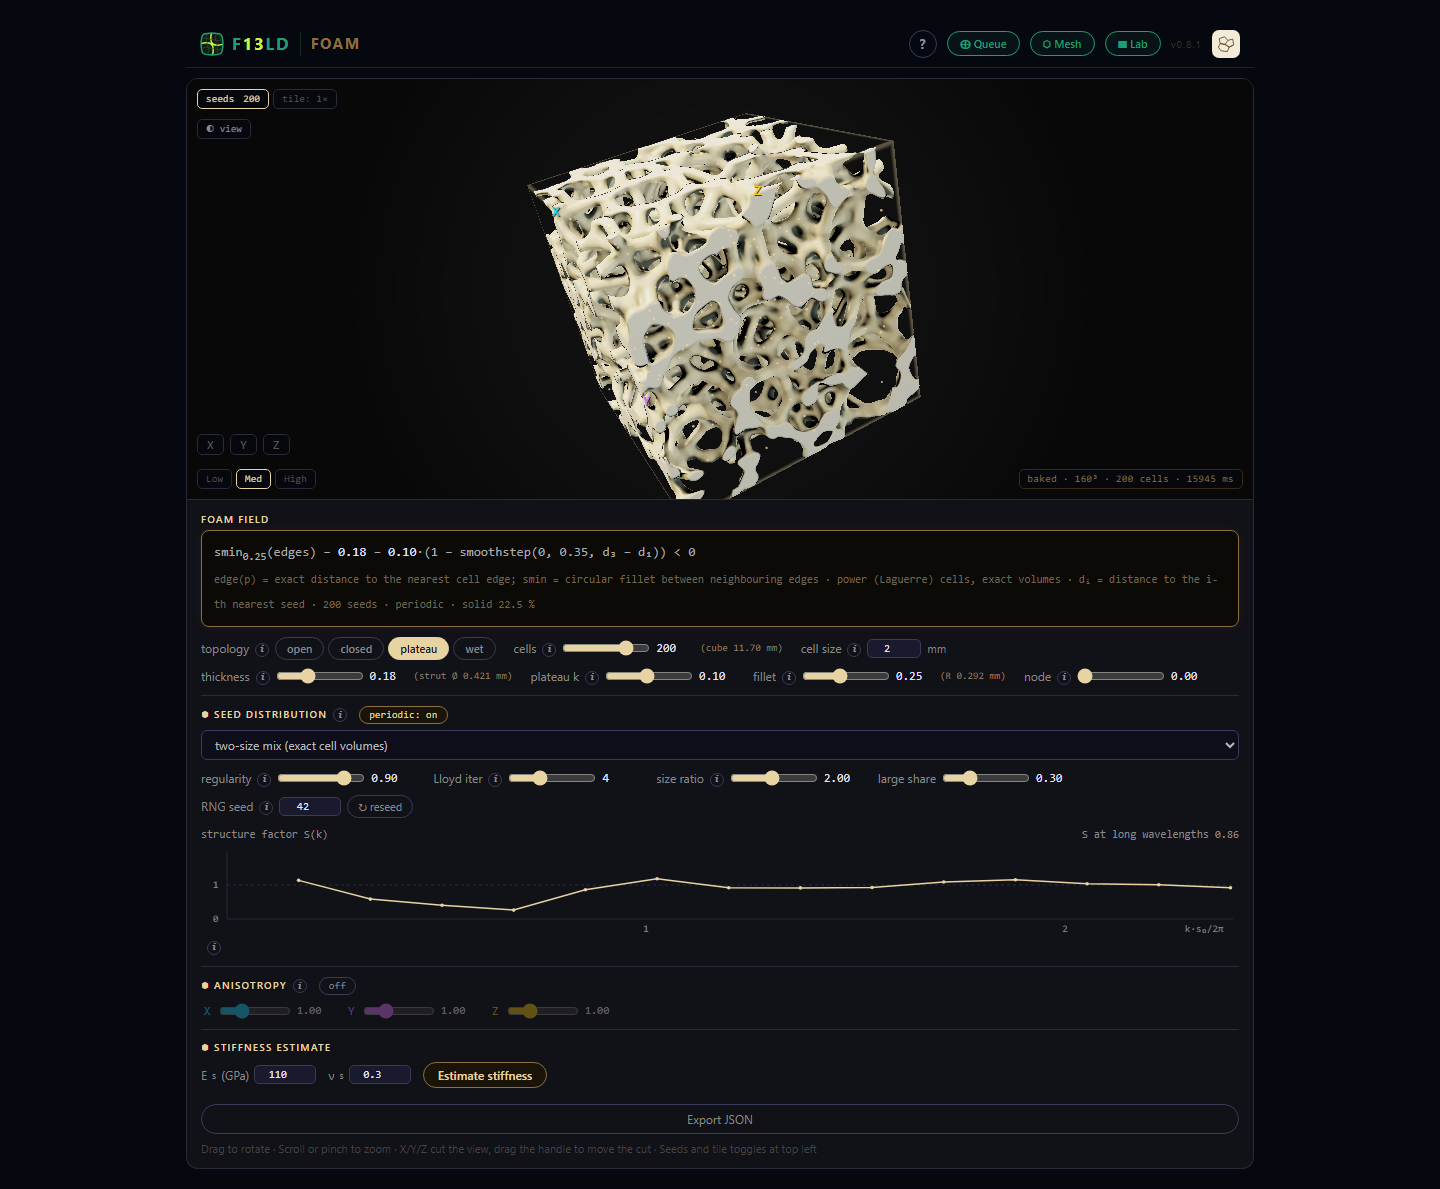 F13LD FOAM
? Queue Mesh Lab v0.8.1
seeds 200 tile: 1×
◐ view
X
Z
Y
X Y Z
Low Med High
baked · 160³ · 200 cells · 15945 ms
FOAM FIELD
smin0.25(edges) − 0.18 − 0.10·(1 − smoothstep(0, 0.35, d₃ − d₁)) < 0
edge(p) = exact distance to the nearest cell edge; smin = circular fillet between neighbouring edges · power (Laguerre) cells, exact volumes · dᵢ = distance to the i-
th nearest seed · 200 seeds · periodic · solid 22.5 %
topology i open closed plateau wet cells i 200 (cube 11.70 mm) cell size i 2 mm
thickness i 0.18 (strut Ø 0.421 mm) plateau k i 0.10 fillet i 0.25 (R 0.292 mm) node i 0.00
SEED DISTRIBUTION i periodic: on
two-size mix (exact cell volumes)
regularity i 0.90 Lloyd iter i 4 size ratio i 2.00 large share 0.30
RNG seed i 42 ↻ reseed
structure factor S(k) S at long wavelengths 0.86
1
0
1 2 k·s₀/2π
i
ANISOTROPY i off
X 1.00 Y 1.00 Z 1.00
STIFFNESS ESTIMATE
E s (GPa) 110 ν s 0.3 Estimate stiffness
Export JSON
Drag to rotate · Scroll or pinch to zoom · X/Y/Z cut the view, drag the handle to move the cut · Seeds and tile toggles at top left